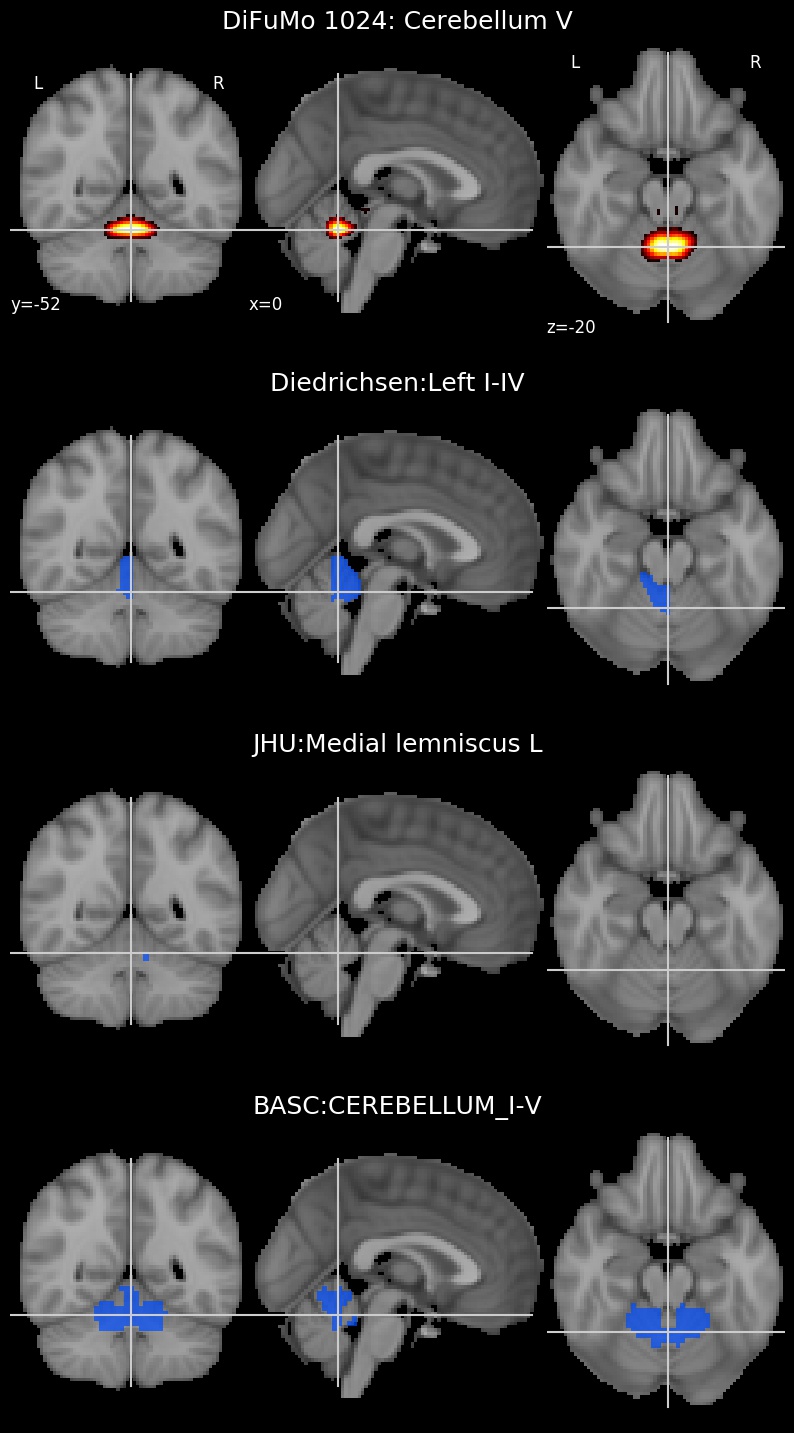 DiFuMo 1024: Cerebellum V
L R L R
y=-52 x=0 z=-20
Diedrichsen:Left I-IV
JHU:Medial lemniscus L
BASC:CEREBELLUM_I-V